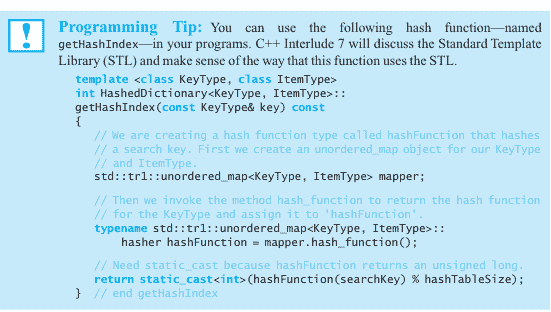 Programming Tip: You can use the following hash function—named
getHashIndex—in your programs. C++ Interlude 7 will discuss the Standard Template
Library (STL) and make sense of the way that this function uses the STL.
template <class KeyType, class ItemType>
int HashedDictionary<KeyType, ItemType>::
getHashIndex(const KeyType& key) const
{
// We are creating a hash function type called hashFunction that hashes
// a search key. First we create an unordered_map object for our KeyType
// and ItemType.
std::tr1::unordered_map<KeyType, ItemType> mapper;
// Then we invoke the method hash_function to return the hash function
// for the KeyType and assign it to 'hashFunction'.
typename std::tr1::unordered_map<KeyType, ItemType>::
hasher hashFunction = mapper.hash_function();
// Need static_cast because hashFunction returns an unsigned long.
return static_cast<int>(hashFunction(searchKey) % hashTableSize);
} // end getHashIndex